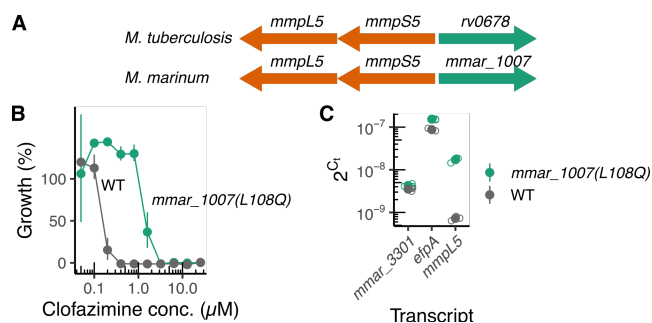 A
mmpL5 mmpS5 rv0678
M. tuberculosis
mmpL5 mmpS5 mmar_1007
M. marinum
B
Growth (%)
100
50
0
WT
mmar_1007(L108Q)
0.1 1.0 10.0
Clofazimine conc. (µM)
C
2^Ct
10⁻⁷
10⁻⁸
10⁻⁹
mmar_3301 efpA mmpL5
Transcript
mmar_1007(L108Q)
WT